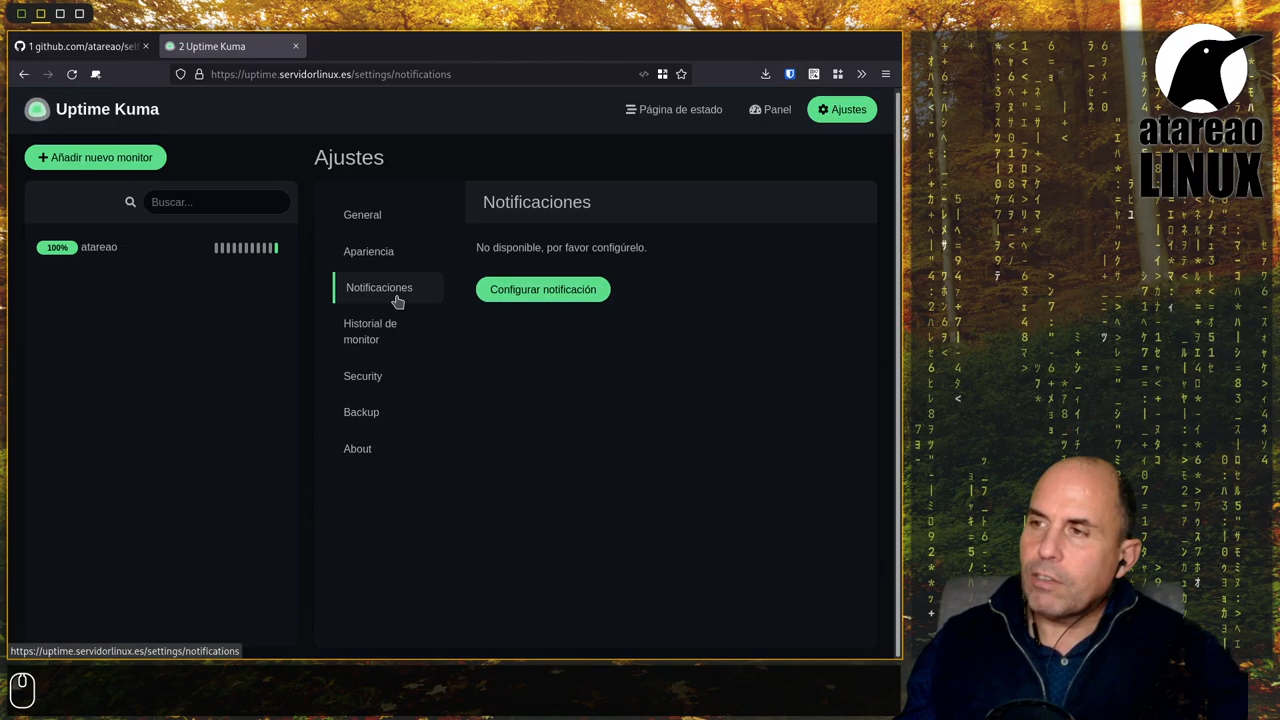 1 github.com/atareao/sel
2 Uptime Kuma
https://uptime.servidorlinux.es/settings/notifications
Uptime Kuma
Página de estado
Panel
Ajustes
Añadir nuevo monitor
Buscar...
100% atareao
Ajustes
General
Apariencia
Notificaciones
Historial de
monitor
Security
Backup
About
Notificaciones
No disponible, por favor configúrelo.
Configurar notificación
https://uptime.servidorlinux.es/settings/notifications
atareao
LINUX